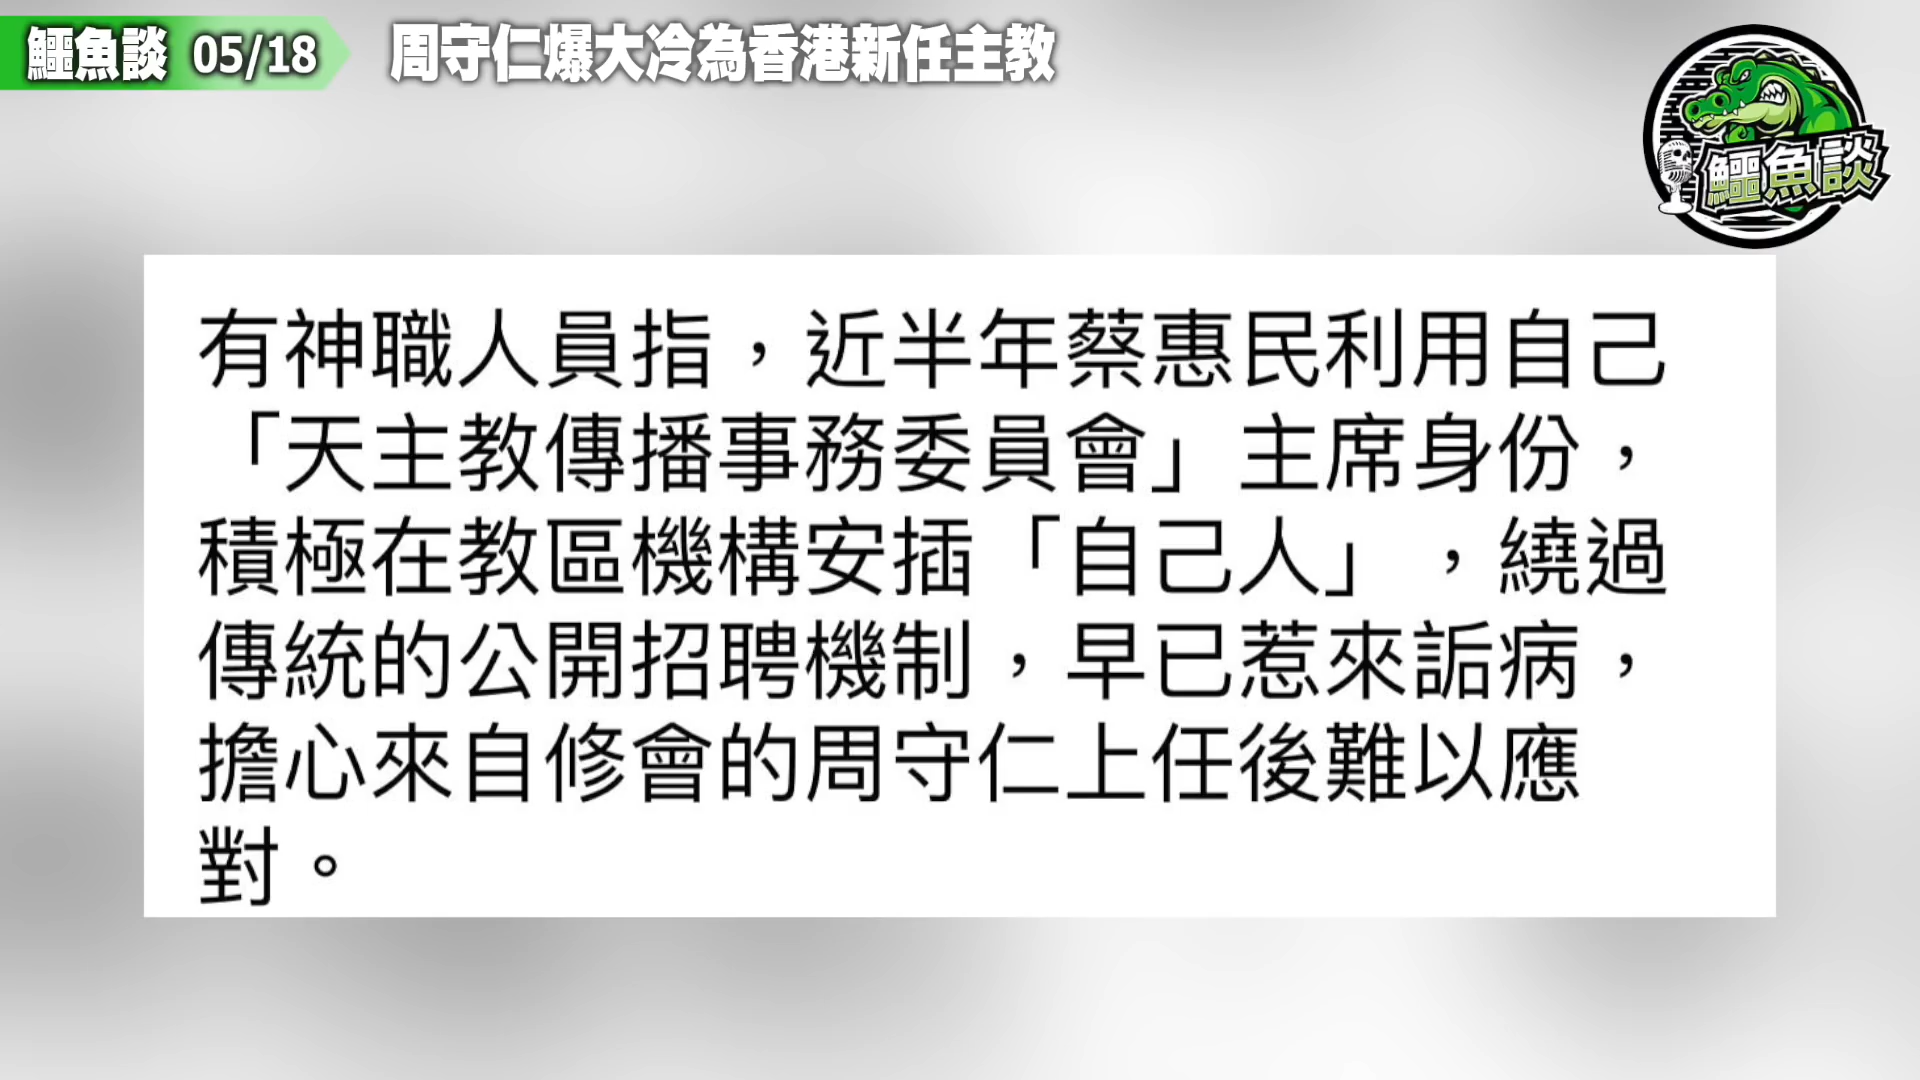 鱷魚談 05/18 周守仁爆大冷為香港新任主教
鱷魚談
有神職人員指，近半年蔡惠民利用自己
「天主教傳播事務委員會」主席身份，
積極在教區機構安插「自己人」，繞過
傳統的公開招聘機制，早已惹來詬病，
擔心來自修會的周守仁上任後難以應
對。